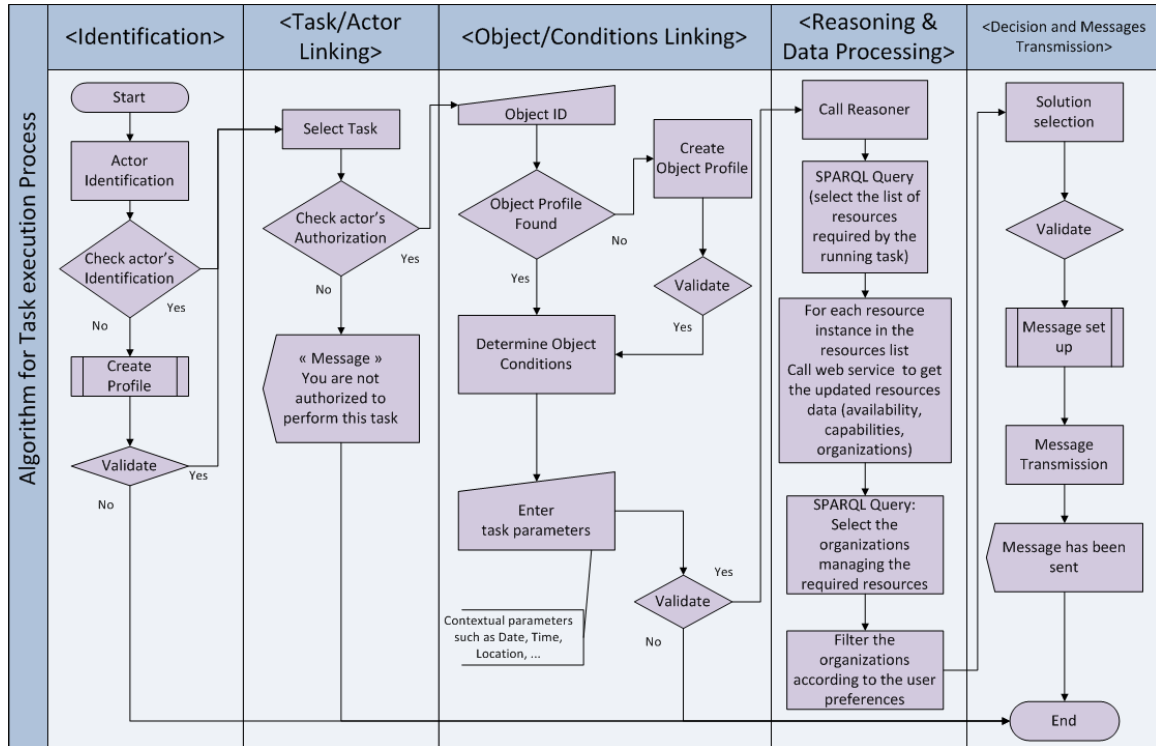 Algorithm for Task execution Process
<Identification>
Start
Actor
Identification
Check actor's
Identification
Yes
No
Create
Profile
Validate
Yes
No
<Task/Actor
Linking>
Select Task
Check actor's
Authorization
Yes
No
« Message »
You are not
authorized to
perform this task
<Object/Conditions Linking>
Object ID
Object Profile
Found
No
Yes
Create
Object Profile
Validate
Yes
Determine Object
Conditions
Enter
task parameters
Contextual parameters
such as Date, Time,
Location, ...
Validate
Yes
No
<Reasoning &
Data Processing>
Call Reasoner
SPARQL Query
(select the list of
resources
required by the
running task)
For each resource
instance in the
resources list
Call web service to get
the updated resources
data (availability,
capabilities,
organizations)
SPARQL Query:
Select the
organizations
managing the
required resources
Filter the
organizations
according to the user
preferences
<Decision and Messages
Transmission>
Solution
selection
Validate
Message set
up
Message
Transmission
Message has been
sent
End